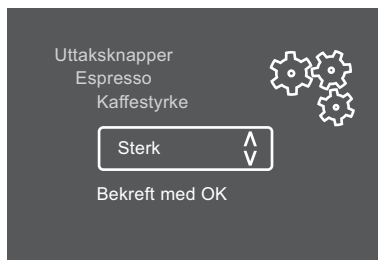 Uttaksknapper
Espresso
Kaffestyrke
Sterk
Bekreft med OK